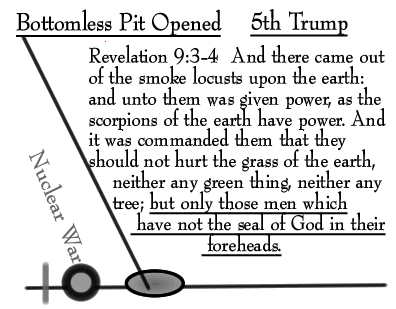 Bottomless Pit Opened 5th Trump
Revelation 9:3-4 And there came out
of the smoke locusts upon the earth:
and unto them was given power, as the
scorpions of the earth have power. And
it was commanded them that they
should not hurt the grass of the earth,
neither any green thing, neither any
tree; but only those men which
have not the seal of God in their
foreheads.
Nuclear War